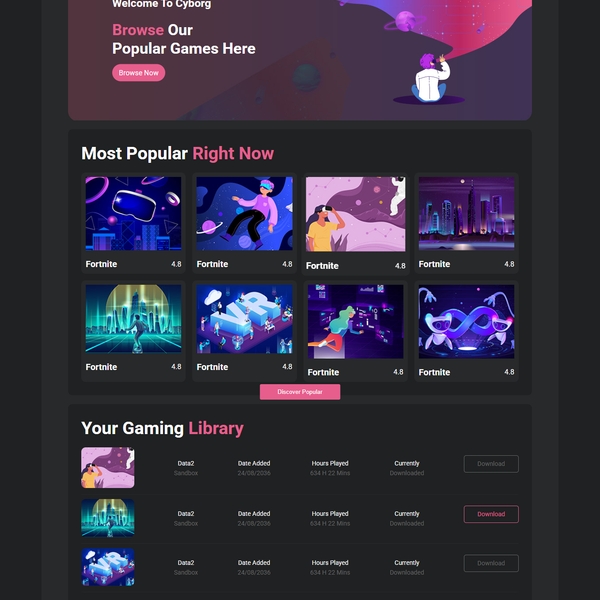 Welcome To Cyborg
Browse Our
Popular Games Here
Browse Now
Most Popular Right Now
Fortnite 4.8
Fortnite 4.8
Fortnite 4.8
Fortnite 4.8
VR
Fortnite 4.8
Fortnite 4.8
Fortnite 4.8
Fortnite 4.8
Discover Popular
Your Gaming Library
Data2 Date Added Hours Played Currently
Sandbox 24/08/2036 634 H 22 Mins Downloaded
Download
Data2 Date Added Hours Played Currently
Sandbox 24/08/2036 634 H 22 Mins Downloaded
Download
VR
Data2 Date Added Hours Played Currently
Sandbox 24/08/2036 634 H 22 Mins Downloaded
Download